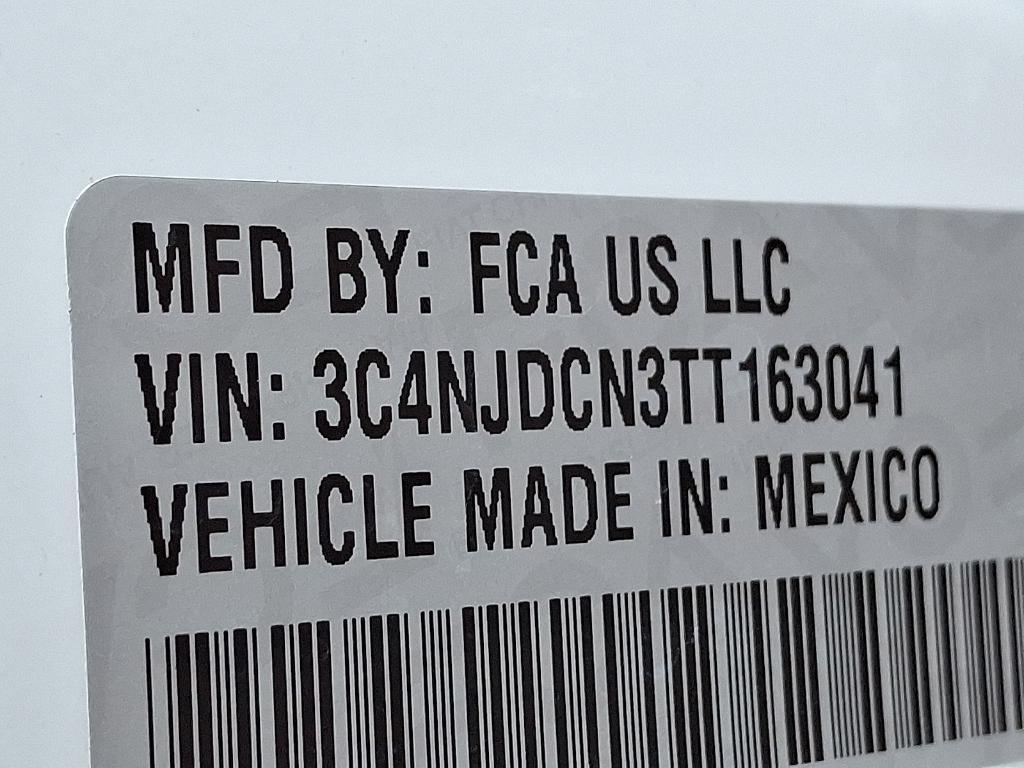 MFD BY: FCA US LLC
VIN: 3C4NJDCN3TT163041
VEHICLE MADE IN: MEXICO